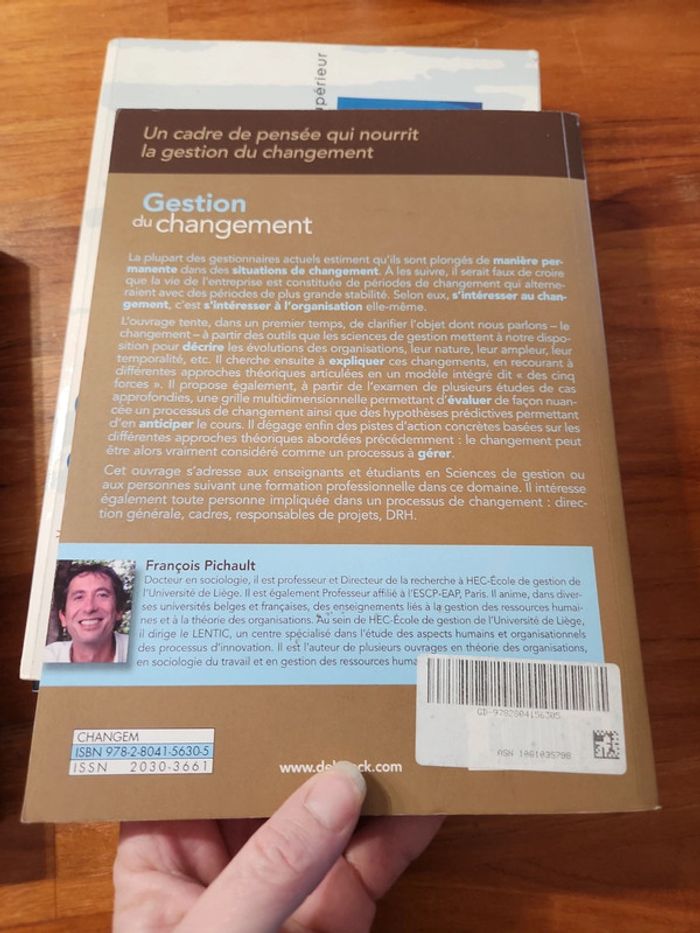 périeur
Un cadre de pensée qui nourrit
la gestion du changement
Gestion
du changement
La plupart des gestionnaires actuels estiment qu'ils sont plongés de manière per-
manente dans des situations de changement. À les suivre, il serait faux de croire
que la vie de l'entreprise est constituée de périodes de changement qui alterne-
raient avec des périodes de plus grande stabilité. Selon eux, s'intéresser au chan-
gement, c'est s'intéresser à l'organisation elle-même.
L'ouvrage tente, dans un premier temps, de clarifier l'objet dont nous parlons – le
changement – à partir des outils que les sciences de gestion mettent à notre dispo-
sition pour décrire les évolutions des organisations, leur nature, leur ampleur, leur
temporalité, etc. Il cherche ensuite à expliquer ces changements, en recourant à
différentes approches théoriques articulées en un modèle intégré dit « des cinq
forces ». Il propose également, à partir de l'examen de plusieurs études de cas
approfondies, une grille multidimensionnelle permettant d'évaluer de façon nuan-
cée un processus de changement ainsi que des hypothèses prédictives permettant
d'en anticiper le cours. Il dégage enfin des pistes d'action concrètes basées sur les
différentes approches théoriques abordées précédemment : le changement peut
être alors vraiment considéré comme un processus à gérer.
Cet ouvrage s'adresse aux enseignants et étudiants en Sciences de gestion ou
aux personnes suivant une formation professionnelle dans ce domaine. Il intéresse
également toute personne impliquée dans un processus de changement : direc-
tion générale, cadres, responsables de projets, DRH.
François Pichault
Docteur en sociologie, il est professeur et Directeur de la recherche à HEC-École de gestion de
l'Université de Liège. Il est également Professeur affilié à l'ESCP-EAP, Paris. Il anime, dans diver-
ses universités belges et françaises, des enseignements liés à la gestion des ressources humai-
nes et à la théorie des organisations. Au sein de HEC-École de gestion de l'Université de Liège,
il dirige le LENTIC, un centre spécialisé dans l'étude des aspects humains et organisationnels
des processus d'innovation. Il est l'auteur de plusieurs ouvrages en théorie des organisations,
en sociologie du travail et en gestion des ressources huma
GD-9782804156305
ASN 1081035798
CHANGEM
ISBN 978-2-8041-5630-5
ISSN 2030-3661
www.de ck.com